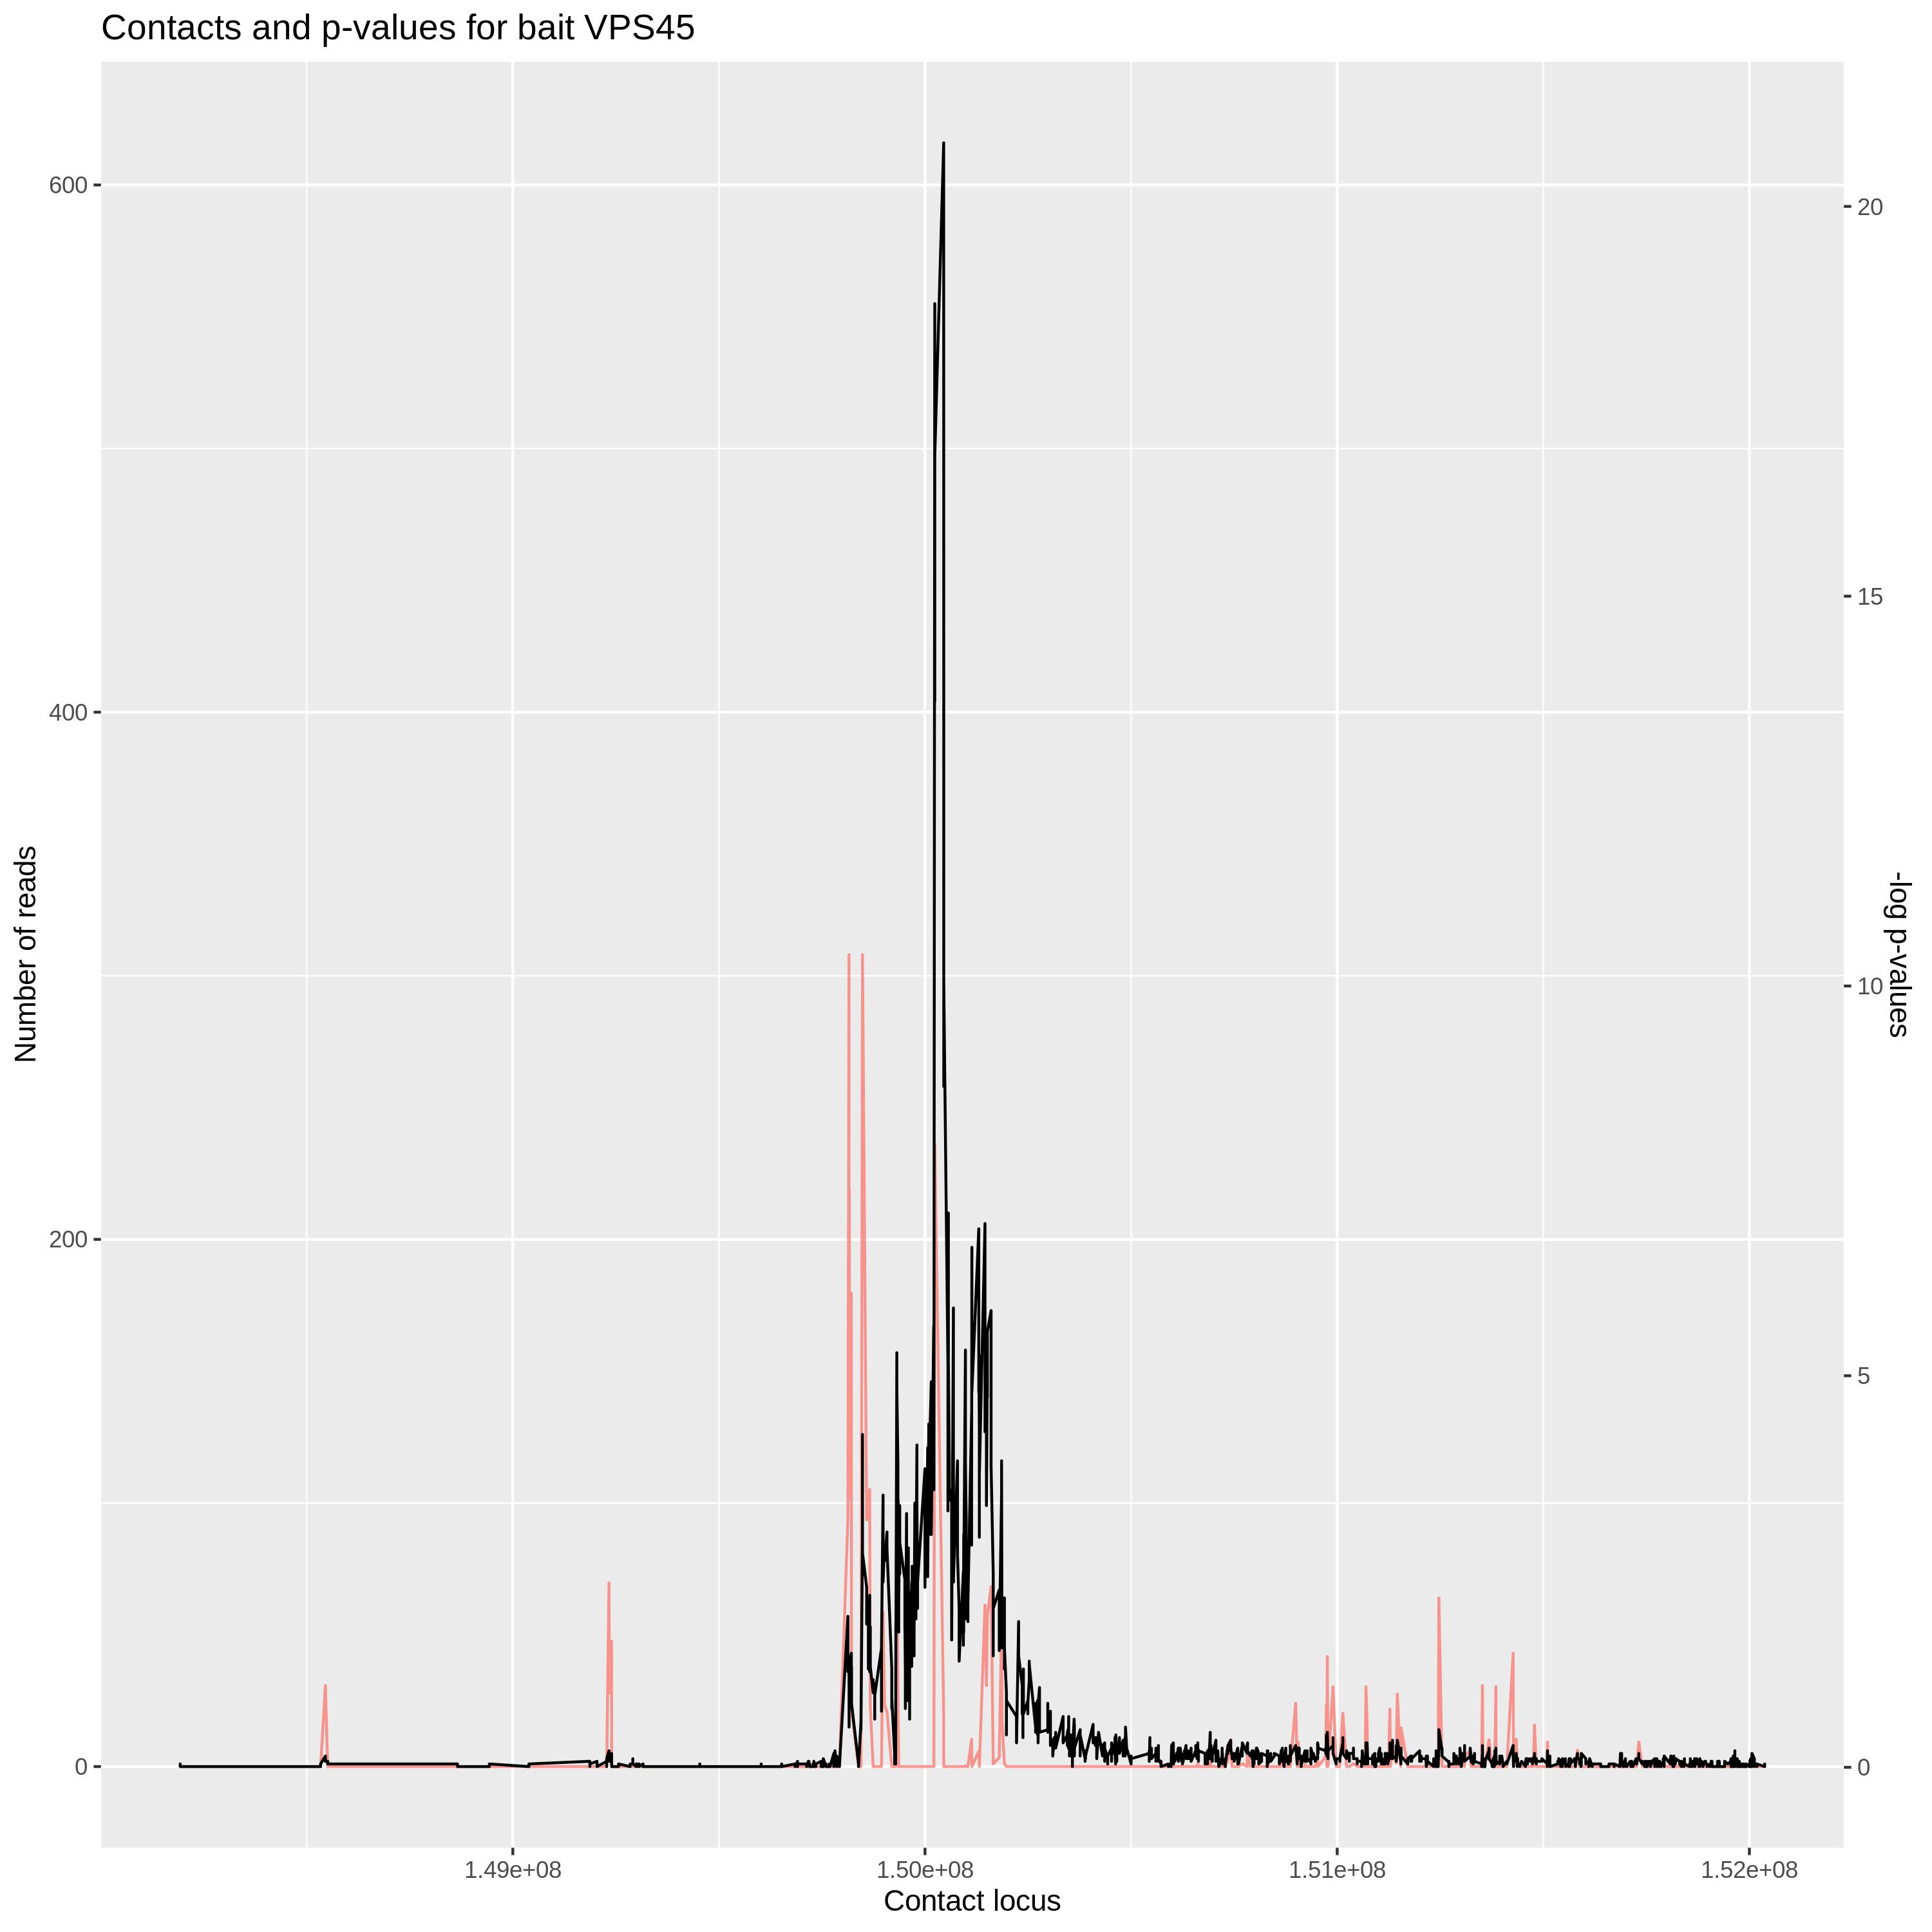 Contacts and p-values for bait VPS45
600
400
200
0
Number of reads
20
15
10
5
0
-log p-values
1.49e+08
1.50e+08
1.51e+08
1.52e+08
Contact locus